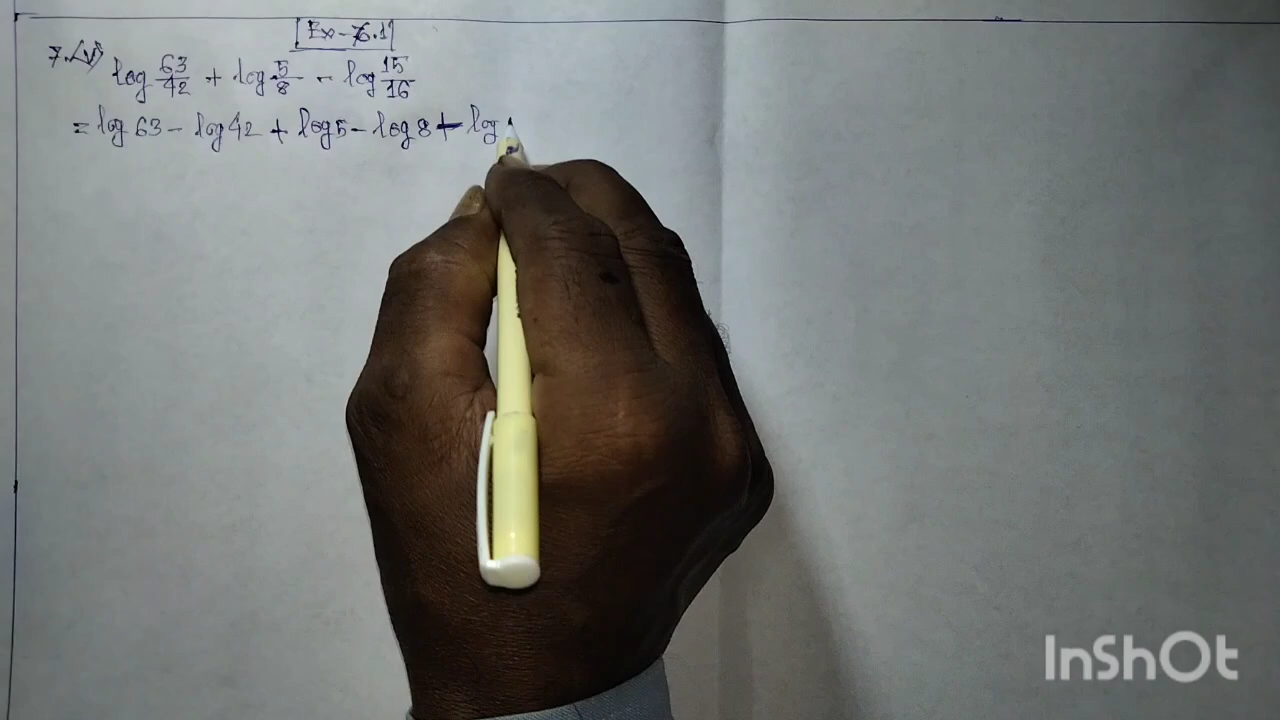 [Ex-7.1]
7.(v) log 63/42 + log 5/8 - log 15/16
= log 63 - log 42 + log 5 - log 8 - log
InShOt